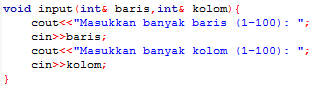 void input(int& baris,int& kolom){
cout<<"Masukkan banyak baris (1-100): ";
cin>>baris;
cout<<"Masukkan banyak kolom (1-100): ";
cin>>kolom;
}